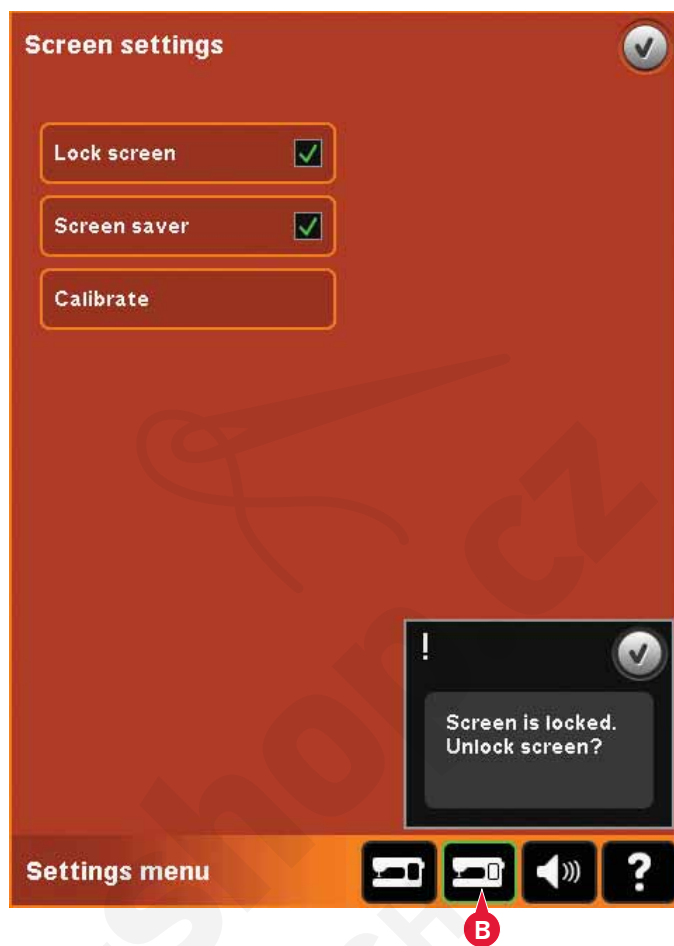 Screen settings
Lock screen
Screen saver
Calibrate
!
Screen is locked.
Unlock screen?
Settings menu
?
B